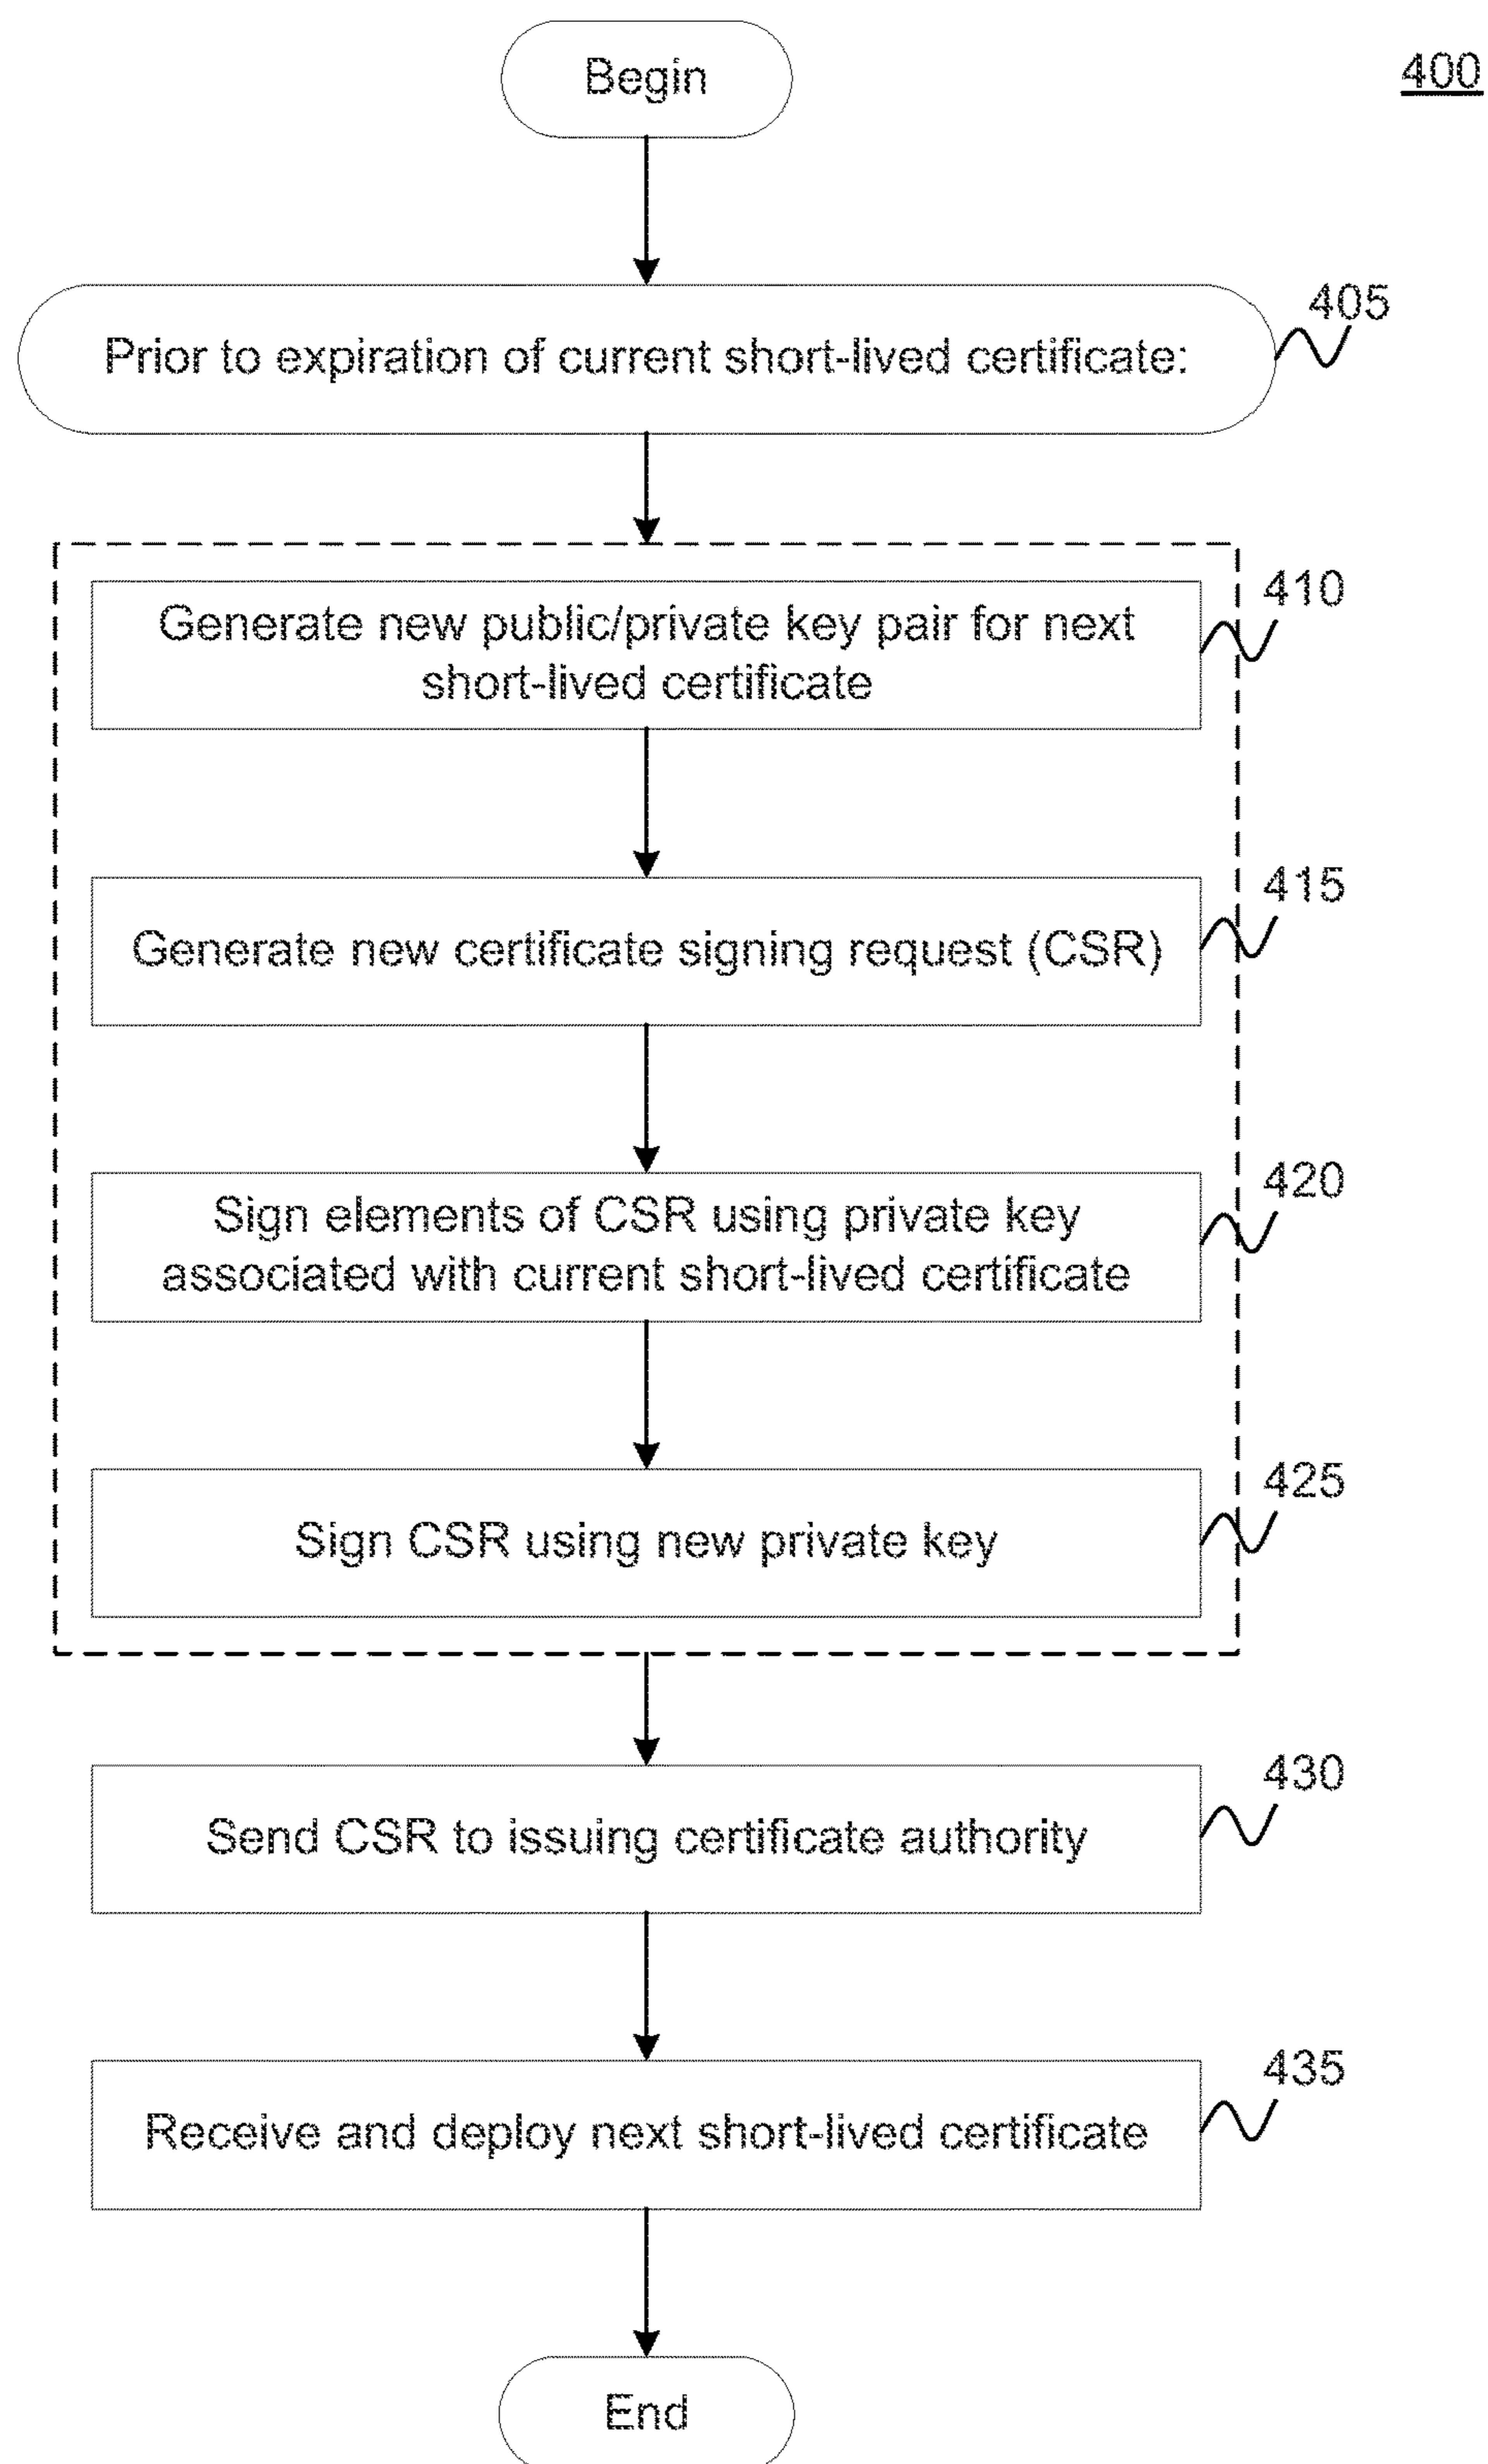 Begin
400
Prior to expiration of current short-lived certificate:
405
Generate new public/private key pair for next
short-lived certificate
410
Generate new certificate signing request (CSR)
415
Sign elements of CSR using private key
associated with current short-lived certificate
420
Sign CSR using new private key
425
Send CSR to issuing certificate authority
430
Receive and deploy next short-lived certificate
435
End